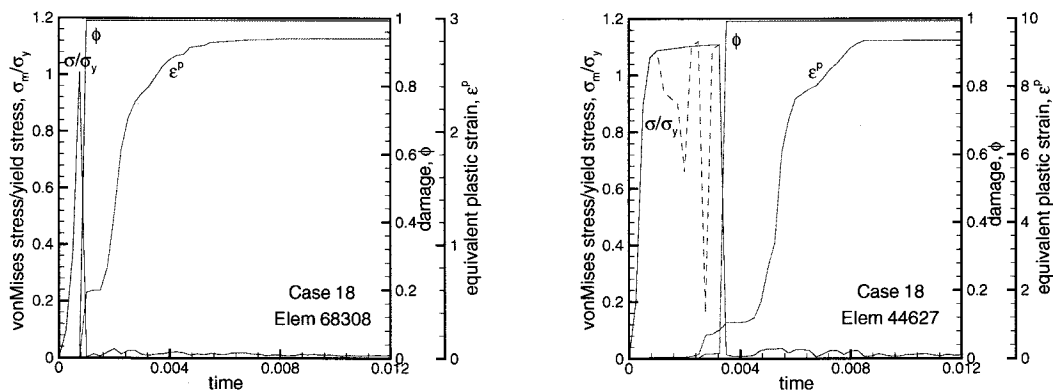 vonMises stress/yield stress, σm/σy
1.2
1
0.8
0.6
0.4
0.2
0
0
0.004
0.008
0.012
time
σ/σy
ϕ
εp
Case 18
Elem 68308
1
0.8
0.6
0.4
0.2
0
damage, ϕ
3
2
1
0
equivalent plastic strain, εp
vonMises stress/yield stress, σm/σy
1.2
1
0.8
0.6
0.4
0.2
0
0
0.004
0.008
0.012
time
σ/σy
ϕ
εp
Case 18
Elem 44627
1
0.8
0.6
0.4
0.2
0
damage, ϕ
10
8
6
4
2
0
equivalent plastic strain, εp